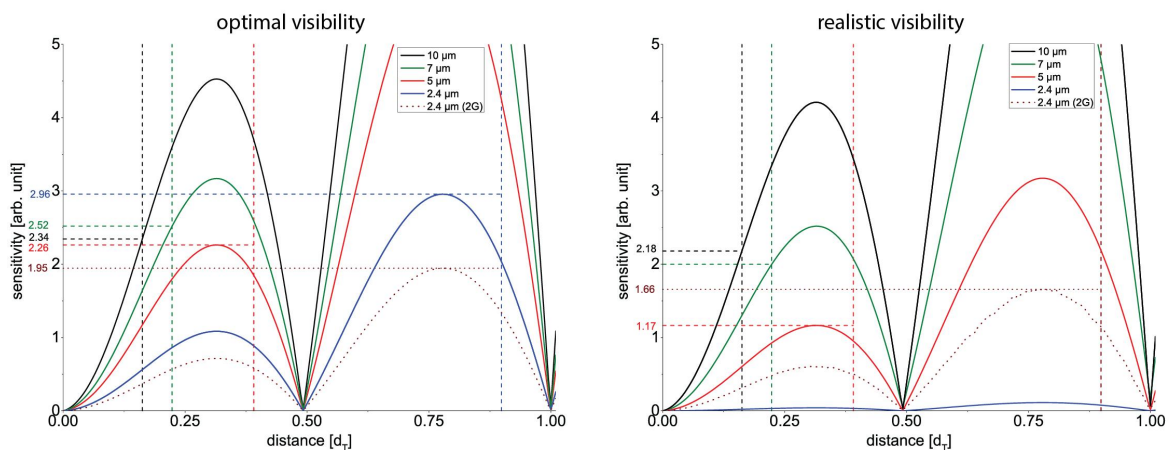 optimal visibility
5
4
3
2
1
0
2.96
2.52
2.34
2.26
1.95
sensitivity [arb. unit]
10 µm
7 µm
5 µm
2.4 µm
2.4 µm (2G)
0.00 0.25 0.50 0.75 1.00
distance [d_T]
realistic visibility
5
4
3
2
1
0
2.18
1.66
1.17
sensitivity [arb. unit]
10 µm
7 µm
5 µm
2.4 µm
2.4 µm (2G)
0.00 0.25 0.50 0.75 1.00
distance [d_T]